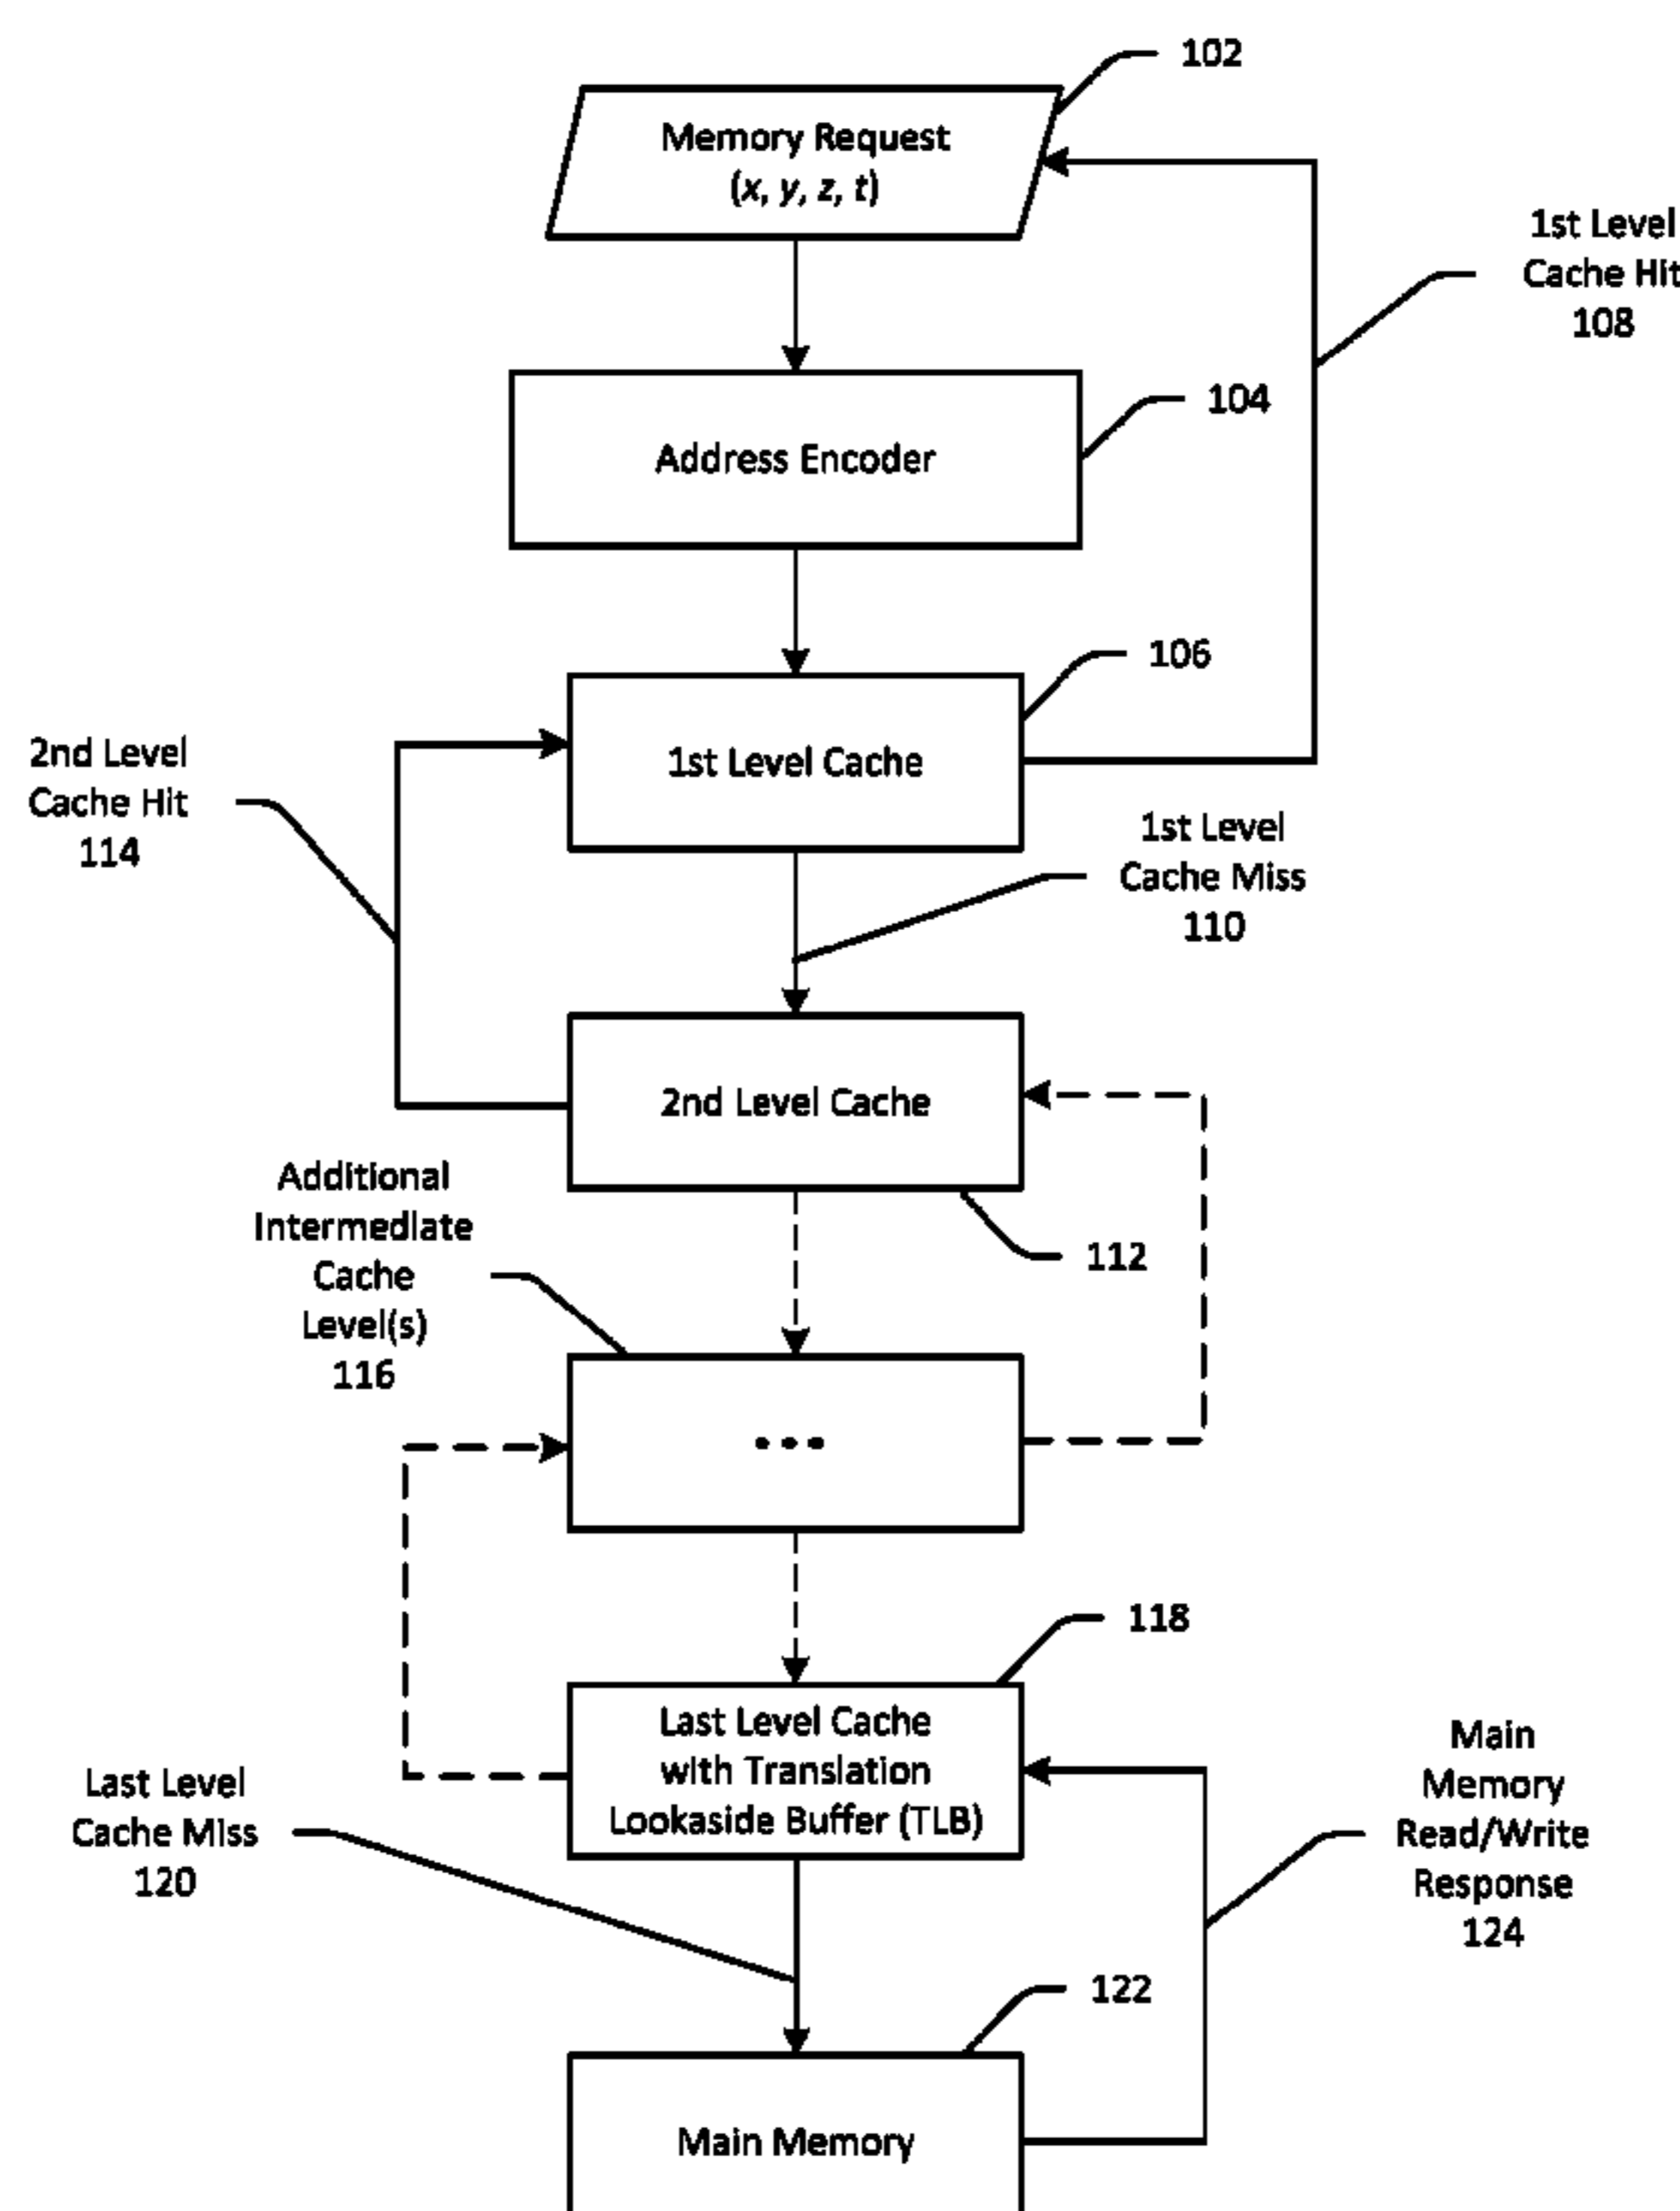 102
Memory Request
(x, y, z, t)
1st Level
Cache Hit
108
104
Address Encoder
106
1st Level Cache
2nd Level
Cache Hit
114
1st Level
Cache Miss
110
2nd Level Cache
112
Additional
Intermediate
Cache
Level(s)
116
•••
118
Last Level Cache
with Translation
Lookaside Buffer (TLB)
Last Level
Cache Miss
120
Main
Memory
Read/Write
Response
124
122
Main Memory